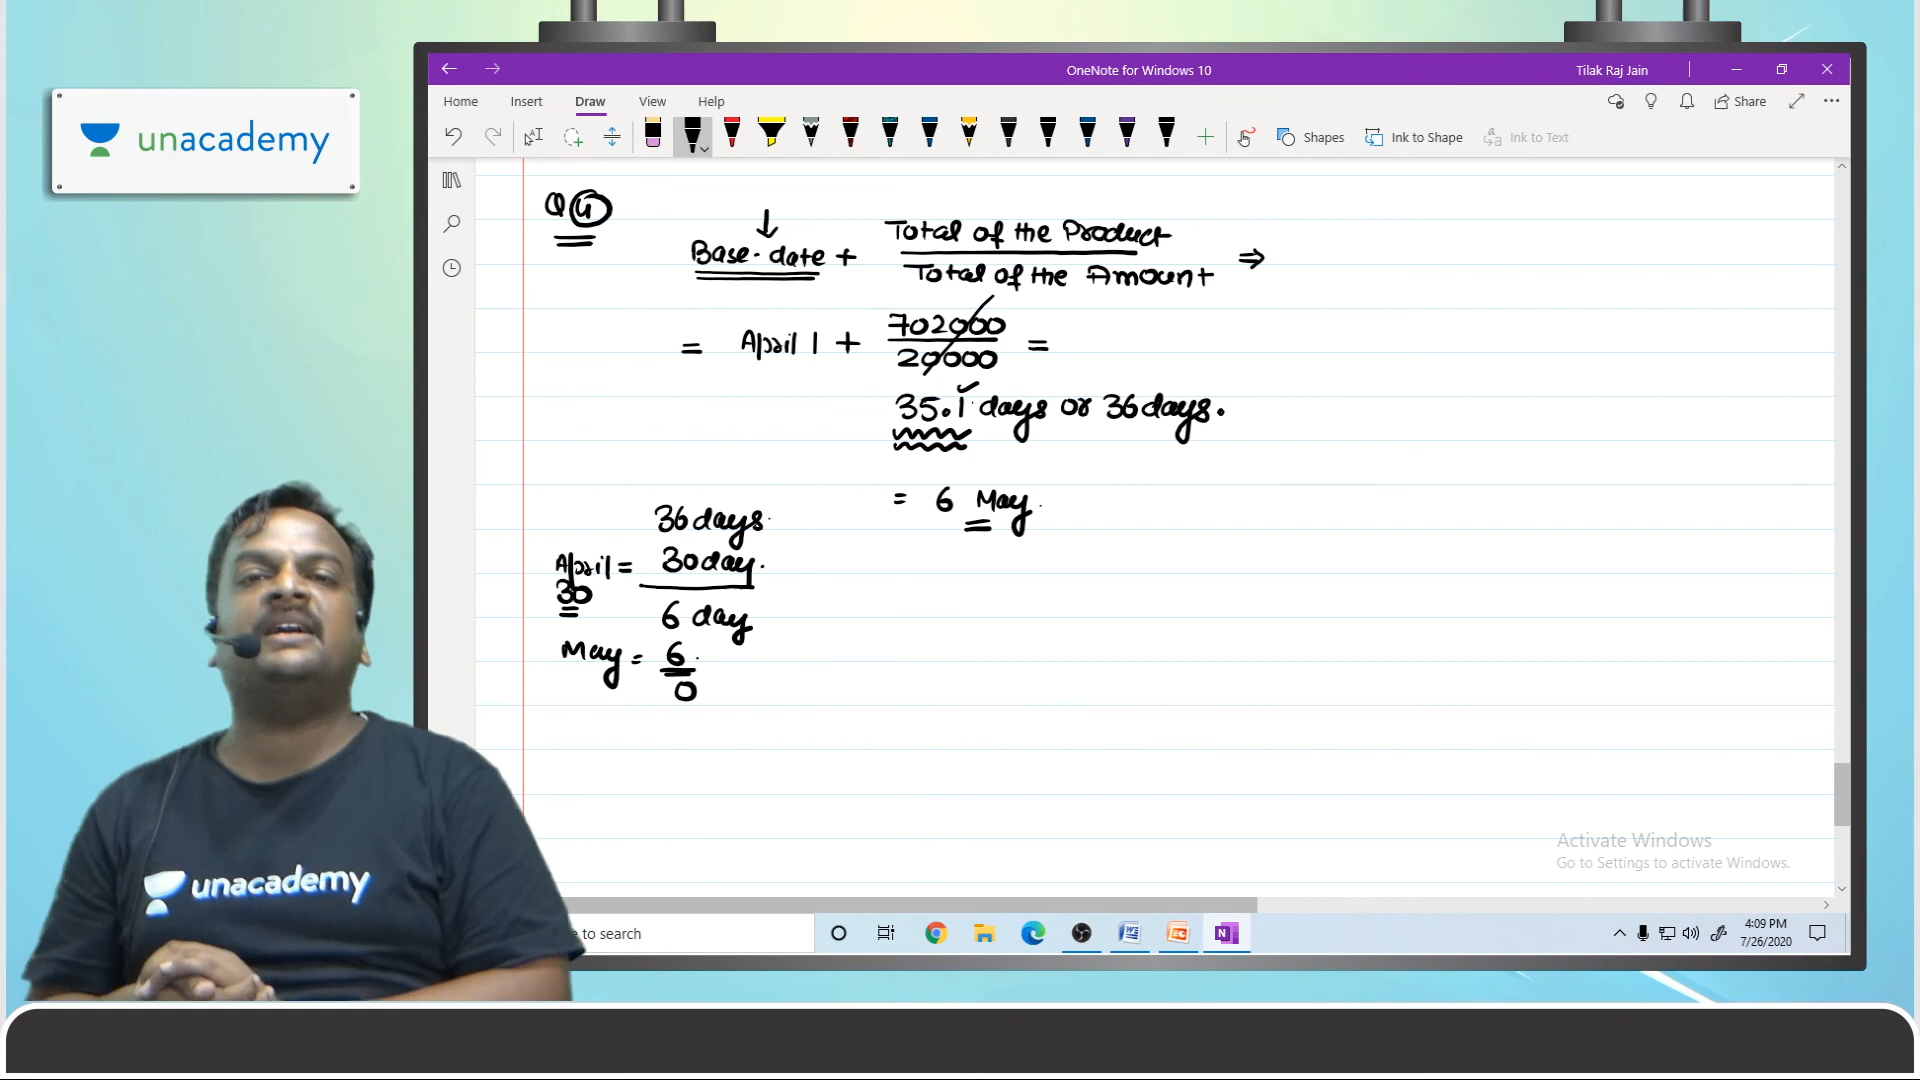 unacademy
OneNote for Windows 10
Tilak Raj Jain
Home Insert Draw View Help
Share
Shapes Ink to Shape Ink to Text
Q 4
Base-date + Total of the Product
Total of the Amount ⇒
= April 1 + 702000
20000 =
35.1 days or 36 days.
= 6 May.
36 days
April = 30 day.
30
6 day
May = 6
0
unacademy
Activate Windows
Go to Settings to activate Windows.
e to search
4:09 PM
7/26/2020